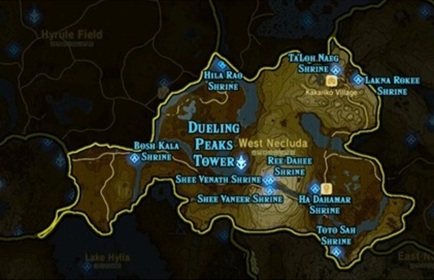 Hyrule Field
Ta'loh Naeg
Shrine
Hila Rao
Shrine
Lakna Rokee
Shrine
Kakariko Village
Dueling
Peaks
Tower
West Necluda
Bosh Kala
Shrine
Ree Dahee
Shrine
Shee Venath Shrine
Shee Vaneer Shrine
Ha Dahamar
Shrine
Toto Sah
Shrine
Lake Hylia
East N